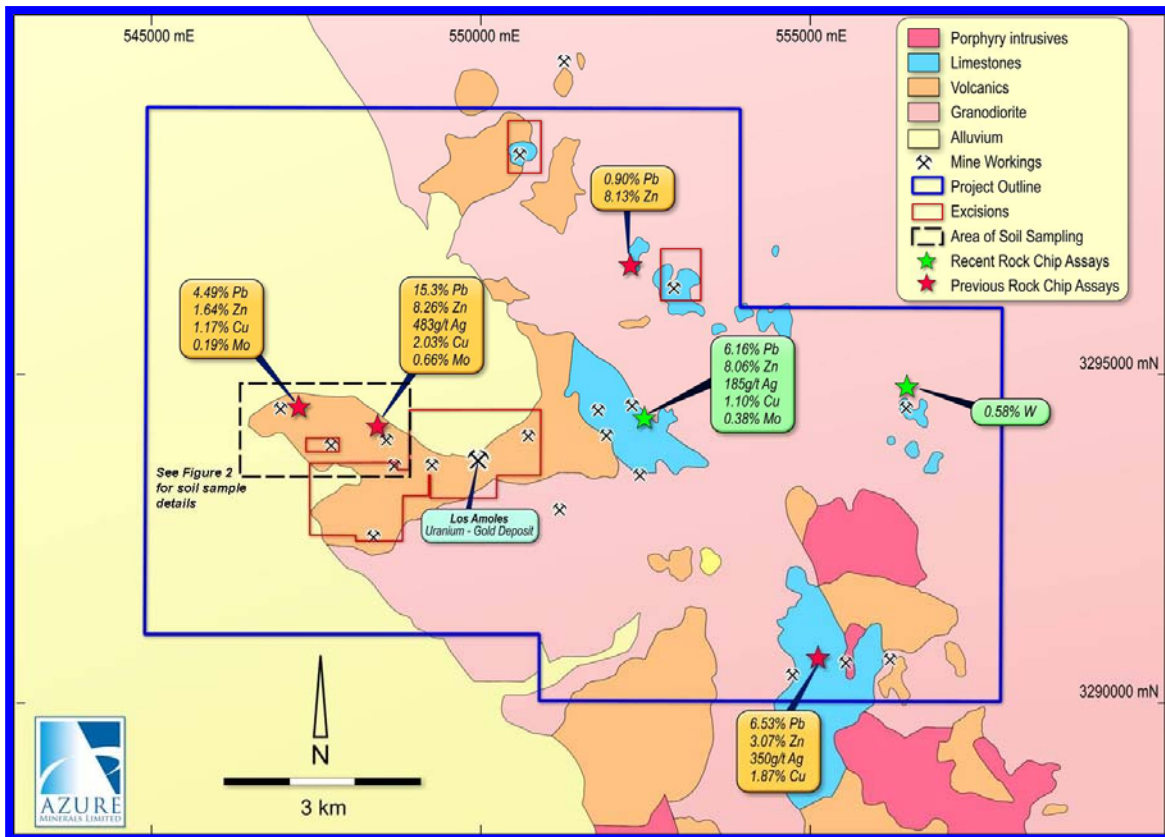 545000 mE
550000 mE
555000 mE
Porphyry intrusives
Limestones
Volcanics
Granodiorite
Alluvium
Mine Workings
Project Outline
Excisions
Area of Soil Sampling
Recent Rock Chip Assays
Previous Rock Chip Assays
0.90% Pb
8.13% Zn
4.49% Pb
1.64% Zn
1.17% Cu
0.19% Mo
15.3% Pb
8.26% Zn
483g/t Ag
2.03% Cu
0.66% Mo
6.16% Pb
8.06% Zn
185g/t Ag
1.10% Cu
0.38% Mo
3295000 mN
0.58% W
See Figure 2
for soil sample
details
Los Amoles
Uranium - Gold Deposit
3290000 mN
6.53% Pb
3.07% Zn
350g/t Ag
1.87% Cu
N
3 km
AZURE
MINERALS LIMITED